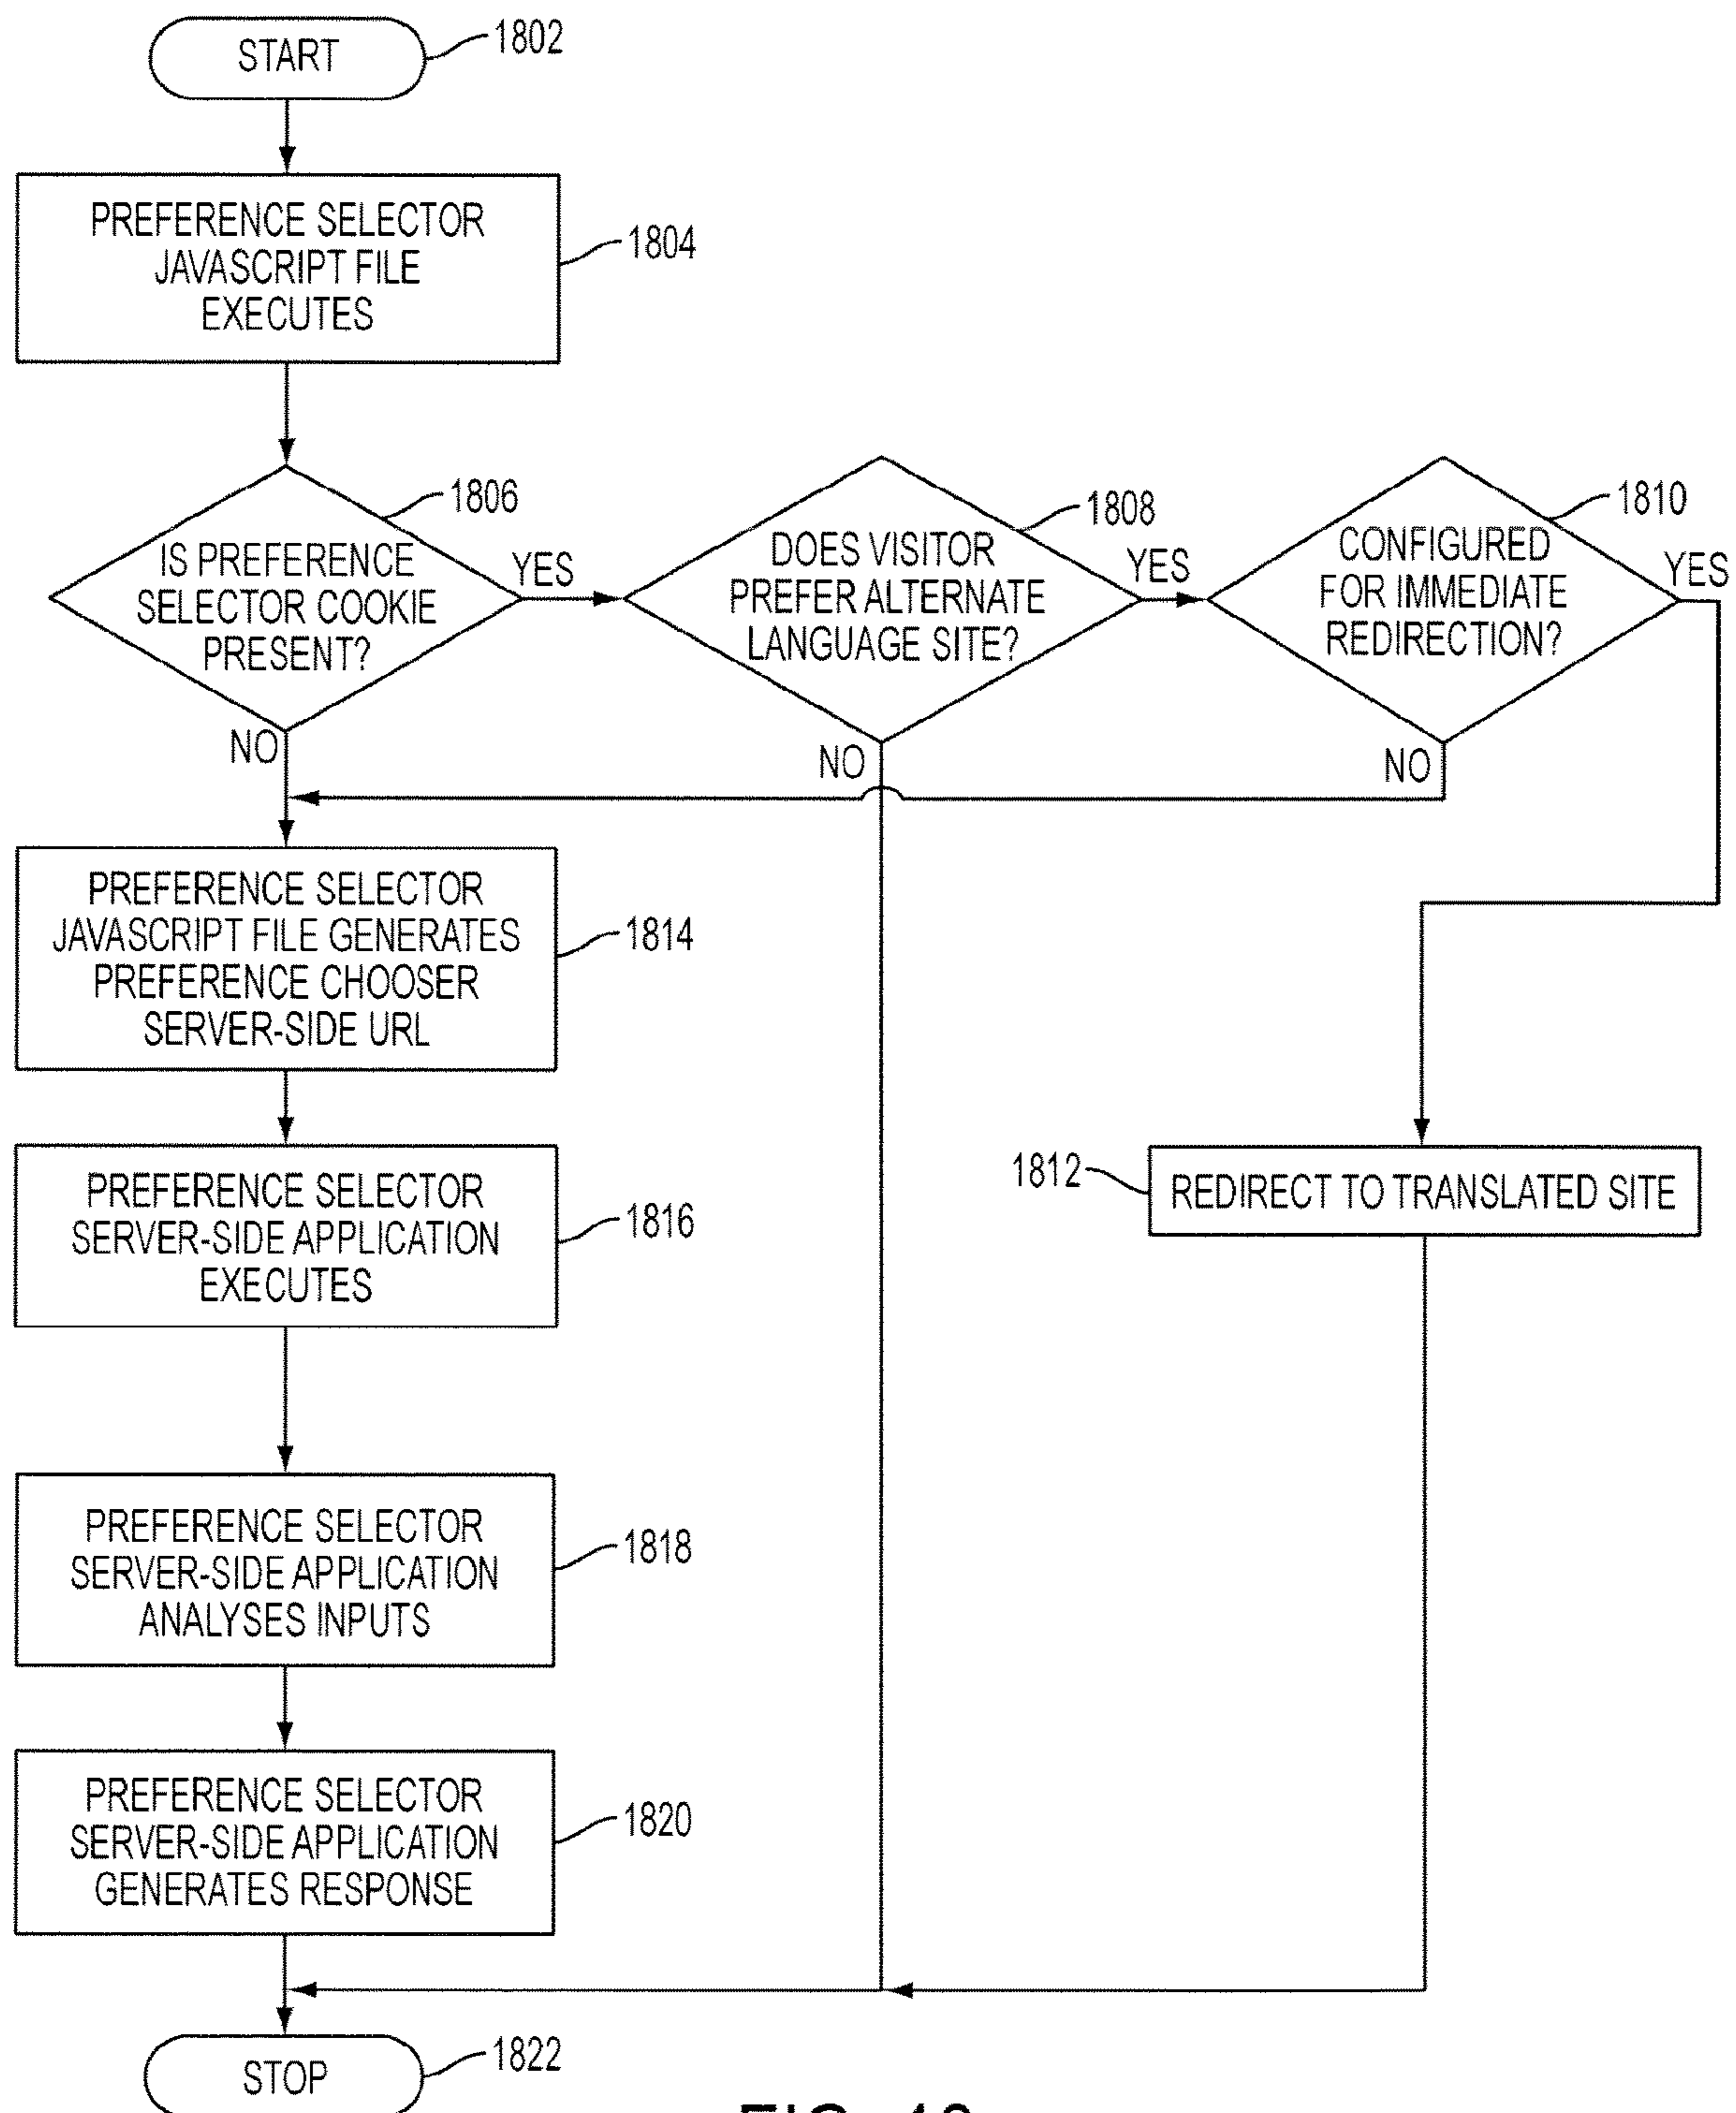 START
1802
PREFERENCE SELECTOR
JAVASCRIPT FILE
EXECUTES
1804
IS PREFERENCE
SELECTOR COOKIE
PRESENT?
1806
YES
NO
DOES VISITOR
PREFER ALTERNATE
LANGUAGE SITE?
1808
YES
NO
CONFIGURED
FOR IMMEDIATE
REDIRECTION?
1810
YES
NO
PREFERENCE SELECTOR
JAVASCRIPT FILE GENERATES
PREFERENCE CHOOSER
SERVER-SIDE URL
1814
PREFERENCE SELECTOR
SERVER-SIDE APPLICATION
EXECUTES
1816
1812
REDIRECT TO TRANSLATED SITE
PREFERENCE SELECTOR
SERVER-SIDE APPLICATION
ANALYSES INPUTS
1818
PREFERENCE SELECTOR
SERVER-SIDE APPLICATION
GENERATES RESPONSE
1820
STOP
1822